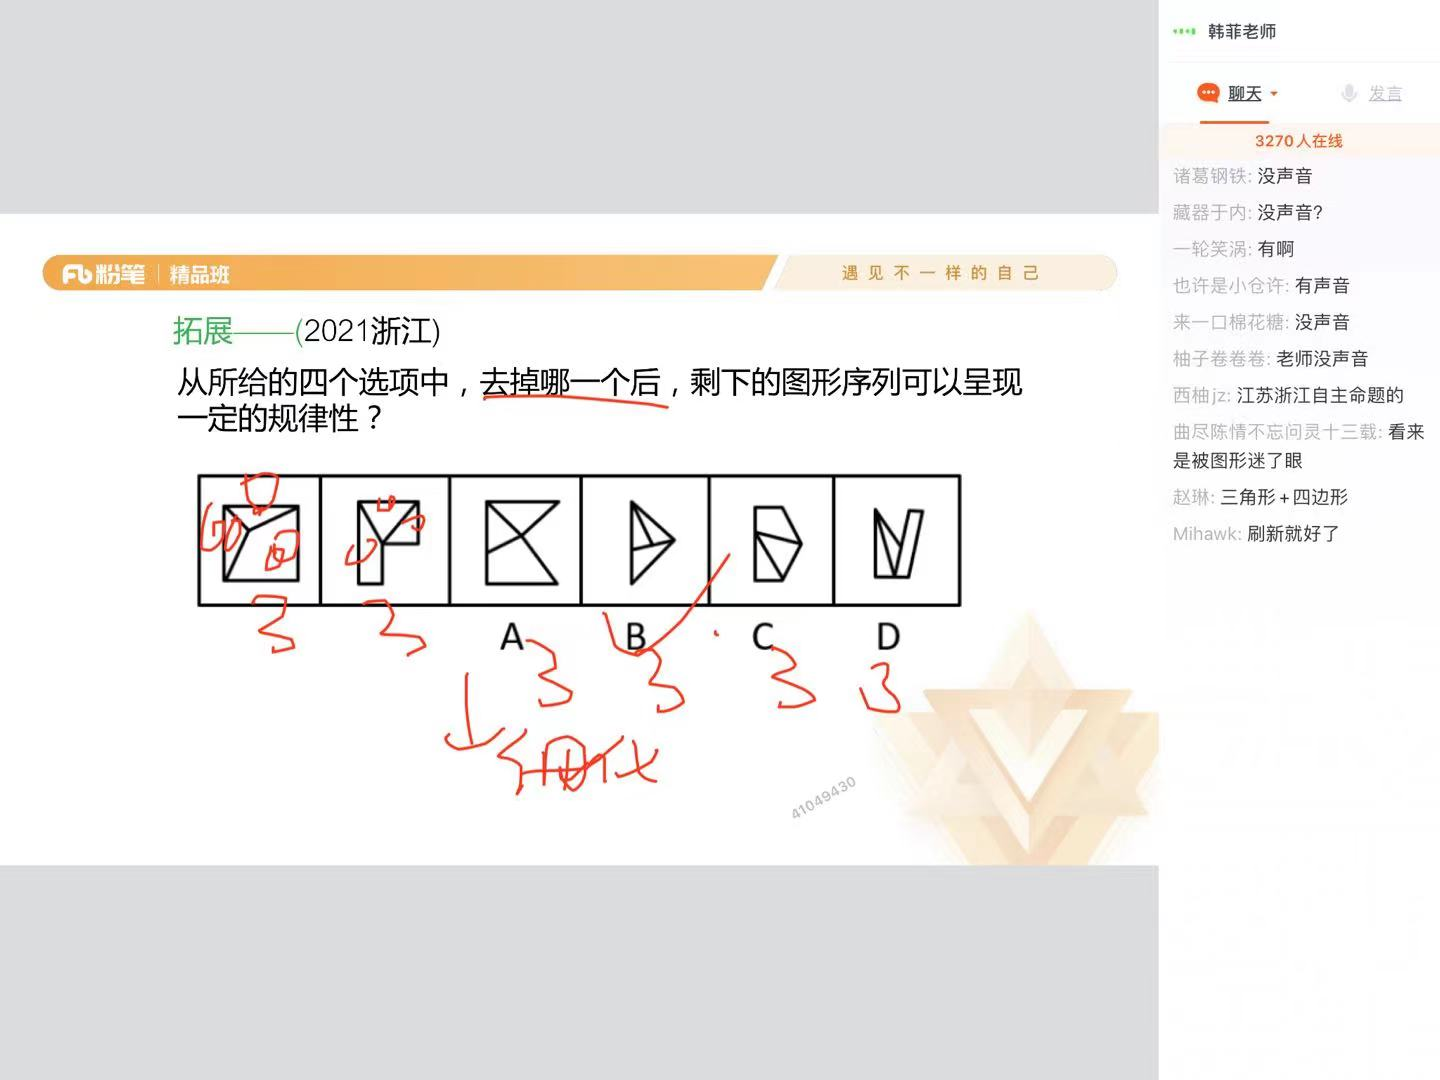 粉笔 精品班
遇见不一样的自己
拓展——(2021浙江)
从所给的四个选项中，去掉哪一个后，剩下的图形序列可以呈现
一定的规律性？
A B C D
3 3 3 3 3 3
细化
41049430
韩菲老师
聊天 发言
3270人在线
诸葛钢铁: 没声音
藏器于内: 没声音?
一轮笑涡: 有啊
也许是小仓许: 有声音
来一口棉花糖: 没声音
柚子卷卷卷: 老师没声音
西柚jz: 江苏浙江自主命题的
曲尽陈情不忘问灵十三载: 看来
是被图形迷了眼
赵琳: 三角形+四边形
Mihawk: 刷新就好了